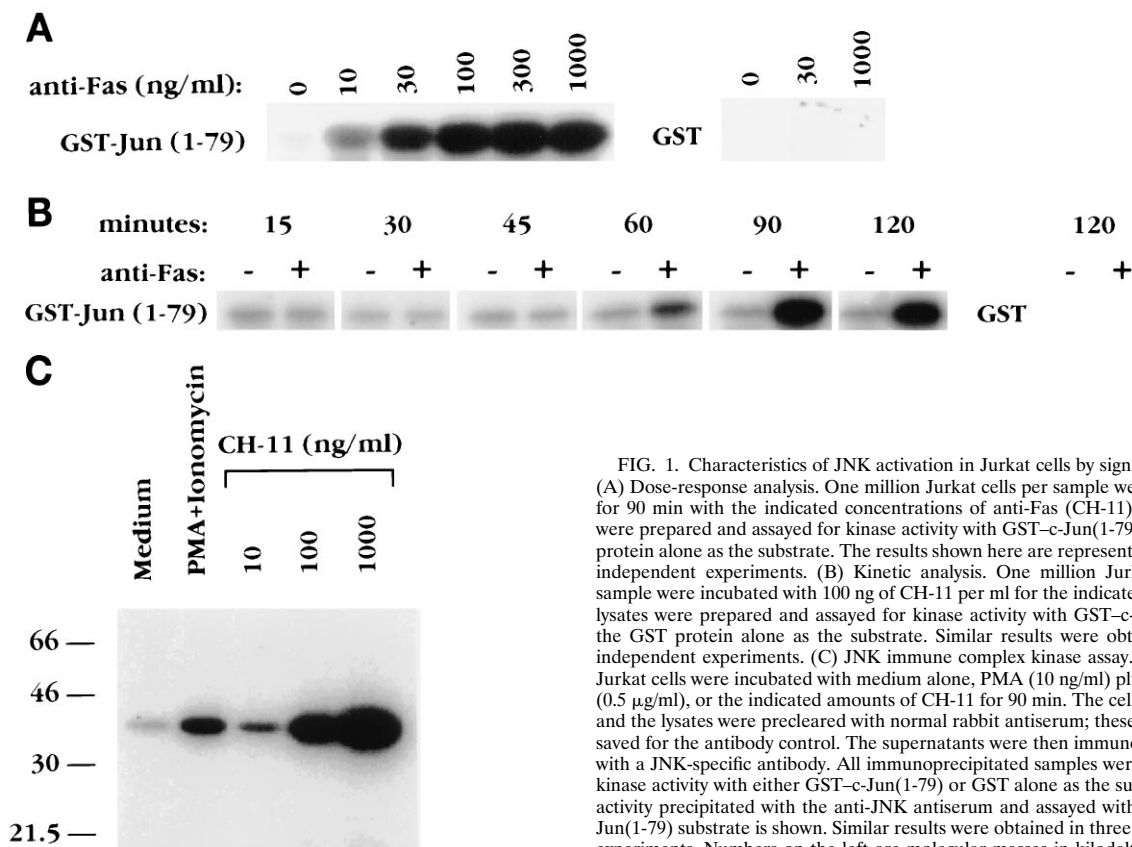 A
anti-Fas (ng/ml): 0 10 30 100 300 1000 0 30 1000
GST-Jun (1-79) GST
B
minutes: 15 30 45 60 90 120 120
anti-Fas: - + - + - + - + - + - + - +
GST-Jun (1-79) GST
C
Medium
PMA+Ionomycin
CH-11 (ng/ml)
10 100 1000
66
46
30
21.5
FIG. 1. Characteristics of JNK activation in Jurkat cells by sign
(A) Dose-response analysis. One million Jurkat cells per sample we
for 90 min with the indicated concentrations of anti-Fas (CH-11)
were prepared and assayed for kinase activity with GST–c-Jun(1-79
protein alone as the substrate. The results shown here are represent
independent experiments. (B) Kinetic analysis. One million Jur
sample were incubated with 100 ng of CH-11 per ml for the indicate
lysates were prepared and assayed for kinase activity with GST–c-
the GST protein alone as the substrate. Similar results were obt
independent experiments. (C) JNK immune complex kinase assay.
Jurkat cells were incubated with medium alone, PMA (10 ng/ml) pl
(0.5 μg/ml), or the indicated amounts of CH-11 for 90 min. The cel
and the lysates were precleared with normal rabbit antiserum; these
saved for the antibody control. The supernatants were then immun
with a JNK-specific antibody. All immunoprecipitated samples wer
kinase activity with either GST–c-Jun(1-79) or GST alone as the su
activity precipitated with the anti-JNK antiserum and assayed with
Jun(1-79) substrate is shown. Similar results were obtained in three
experiments. Numbers on the left are molecular masses in kilodal